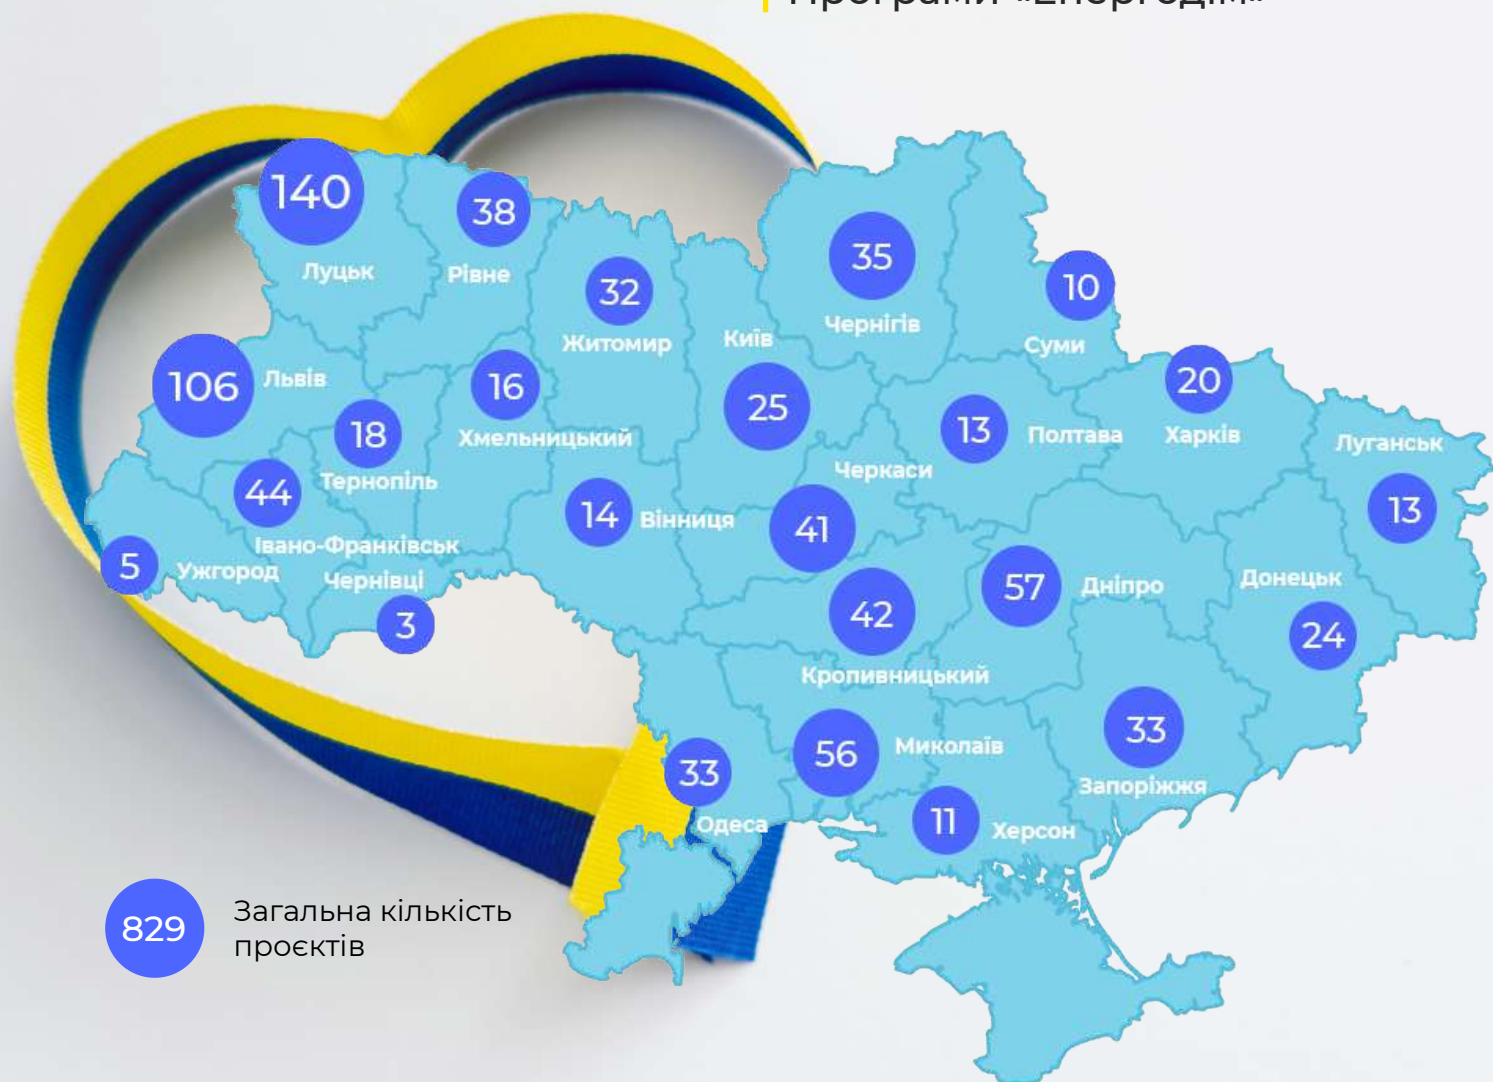 Програми «Енергодім»
140
Луцьк
38
Рівне
32
Житомир
Київ
25
35
Чернігів
10
Суми
106
Львів
18
Тернопіль
16
Хмельницький
13
Полтава
20
Харків
Луганськ
13
44
Івано-Франківськ
14
Вінниця
Черкаси
41
5
Ужгород
Чернівці
3
42
Кропивницький
57
Дніпро
Донецьк
24
33
Одеса
56
Миколаїв
11
Херсон
33
Запоріжжя
829
Загальна кількість
проєктів